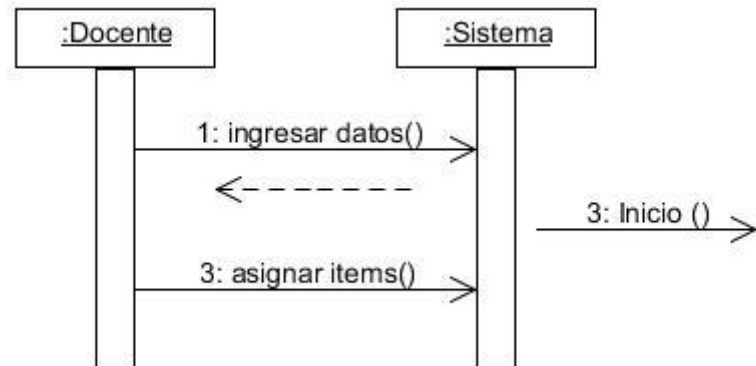 :Docente
:Sistema
1: ingresar datos()
3: Inicio ()
3: asignar items()